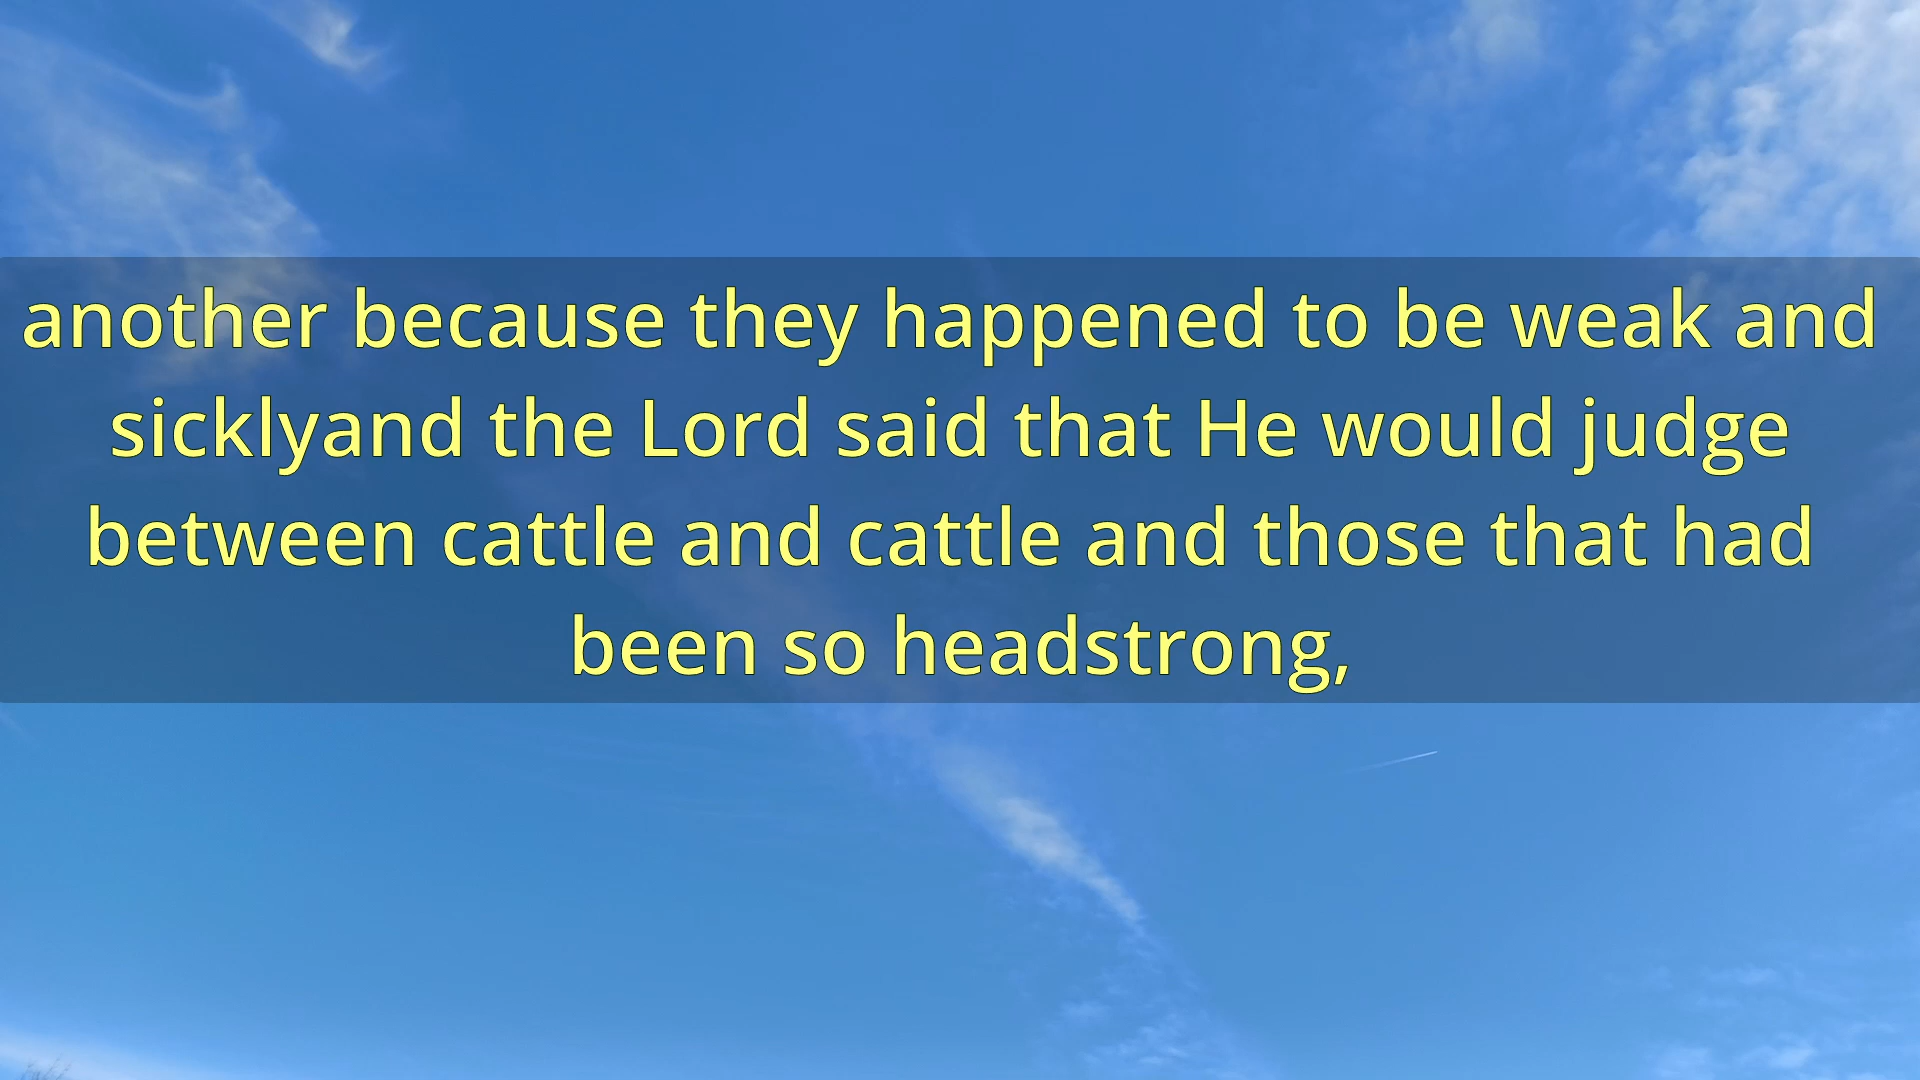 another because they happened to be weak and
sicklyand the Lord said that He would judge
between cattle and cattle and those that had
been so headstrong,